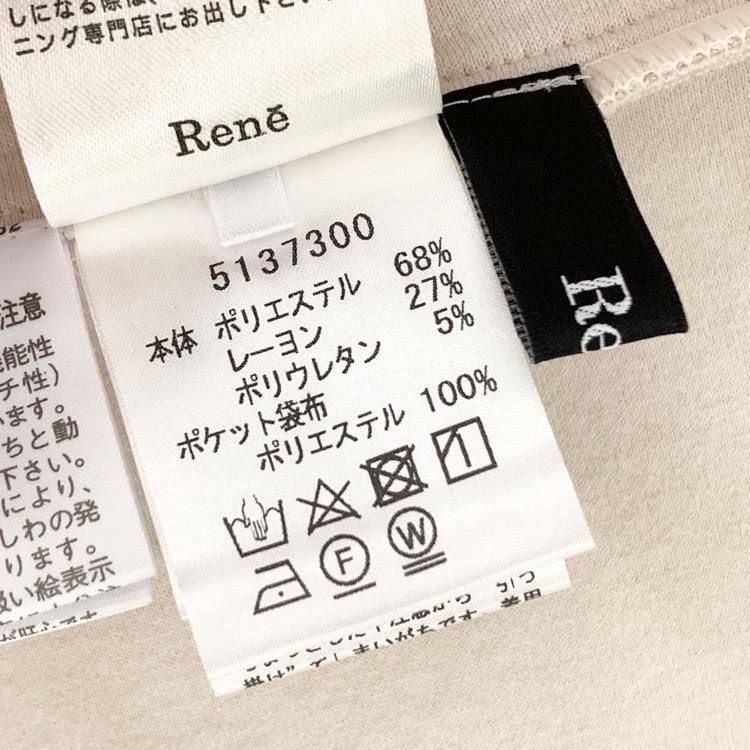 しになる際は、
ニング専門店にお出し下さい
René
5137300
本体 ポリエステル 68%
レーヨン 27%
ポリウレタン 5%
ポケット袋布
ポリエステル 100%
F
W
Re
注意
機能性
チ性）
います。
ちと動
下さい。
により、
しわの発
ります。
扱い絵表示